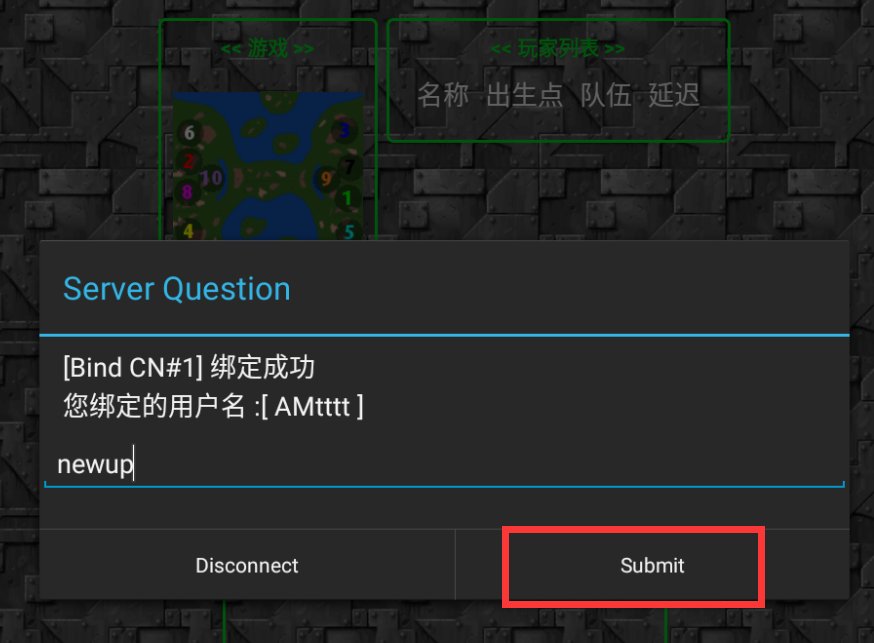 << 游戏 >>
<< 玩家列表 >>
名称 出生点 队伍 延迟
6 3
2 7
10 9
8 1
4 5
Server Question
[Bind CN#1] 绑定成功
您绑定的用户名 :[ AMtttt ]
newup
Disconnect Submit